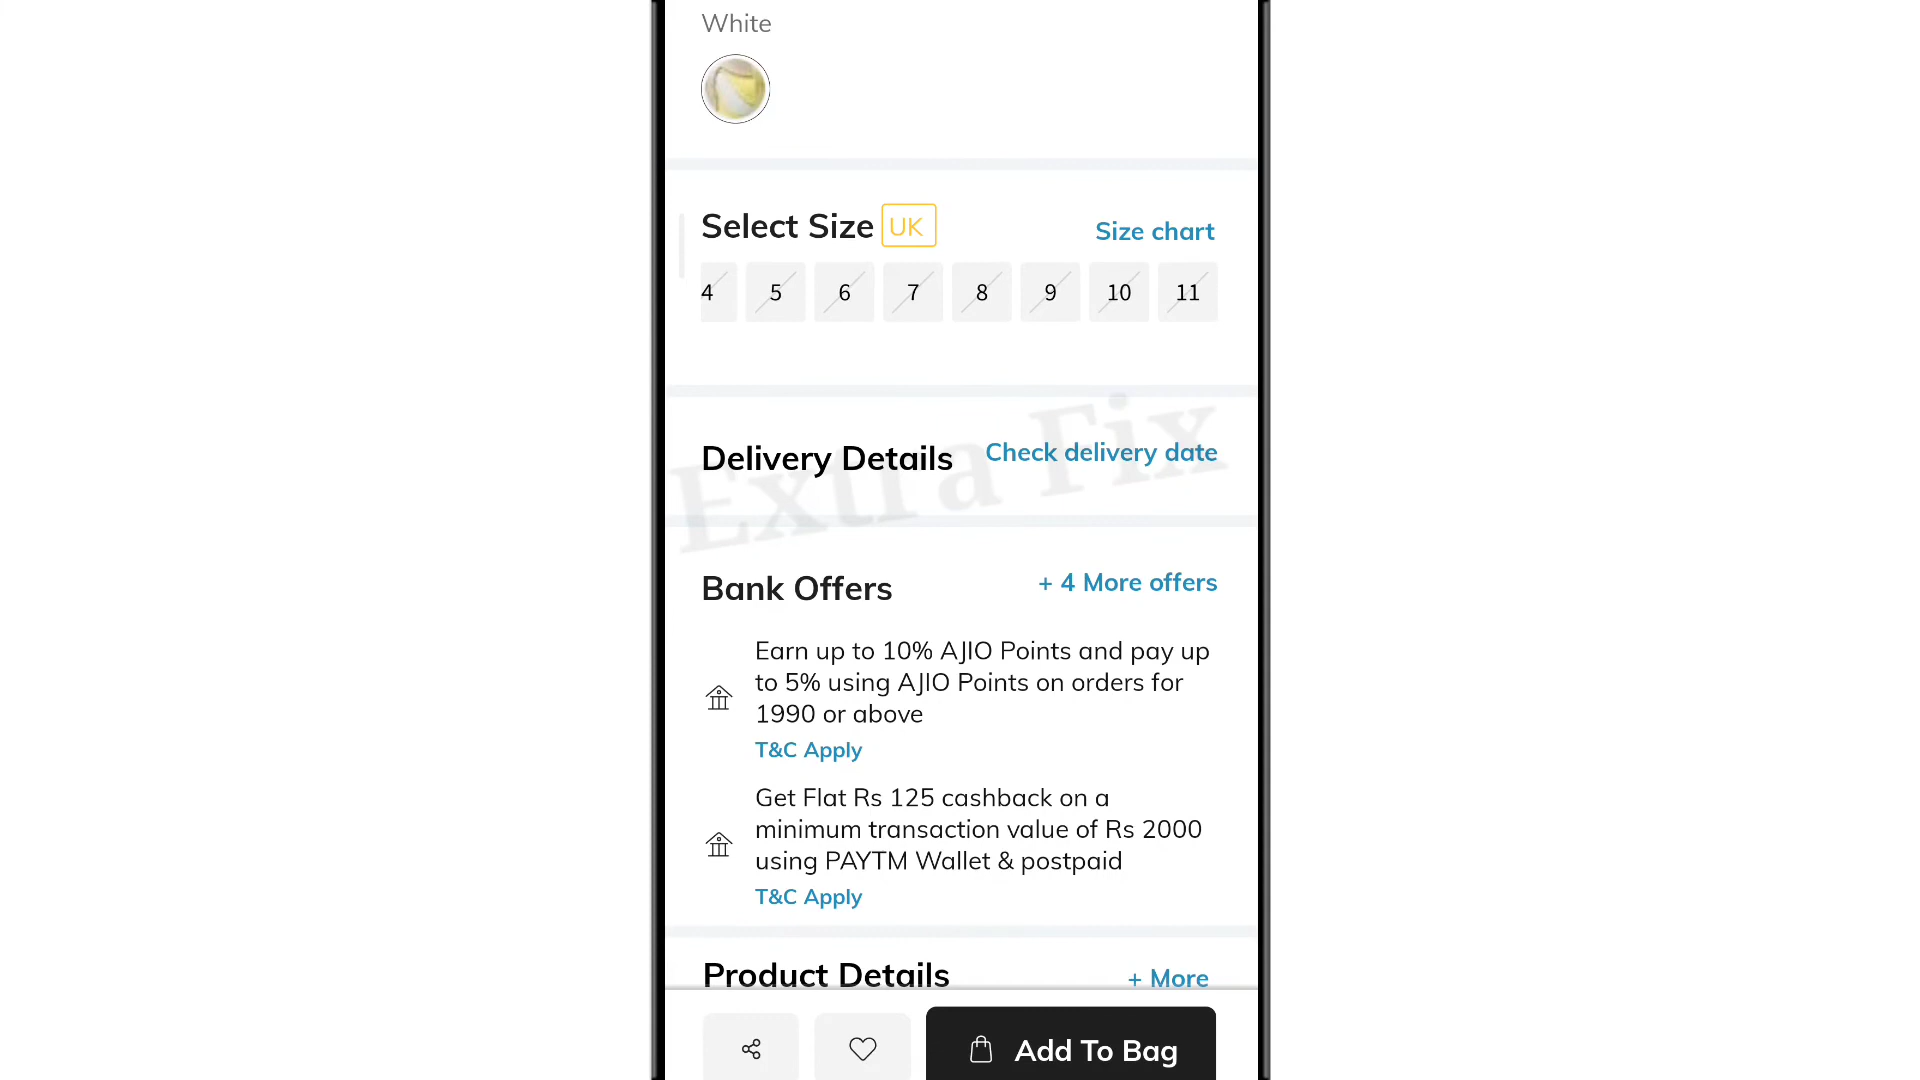 White
Select Size UK Size chart
4 5 6 7 8 9 10 11
Delivery Details Check delivery date
Extra Fix
Bank Offers + 4 More offers
Earn up to 10% AJIO Points and pay up
to 5% using AJIO Points on orders for
1990 or above
T&C Apply
Get Flat Rs 125 cashback on a
minimum transaction value of Rs 2000
using PAYTM Wallet & postpaid
T&C Apply
Product Details + More
Add To Bag